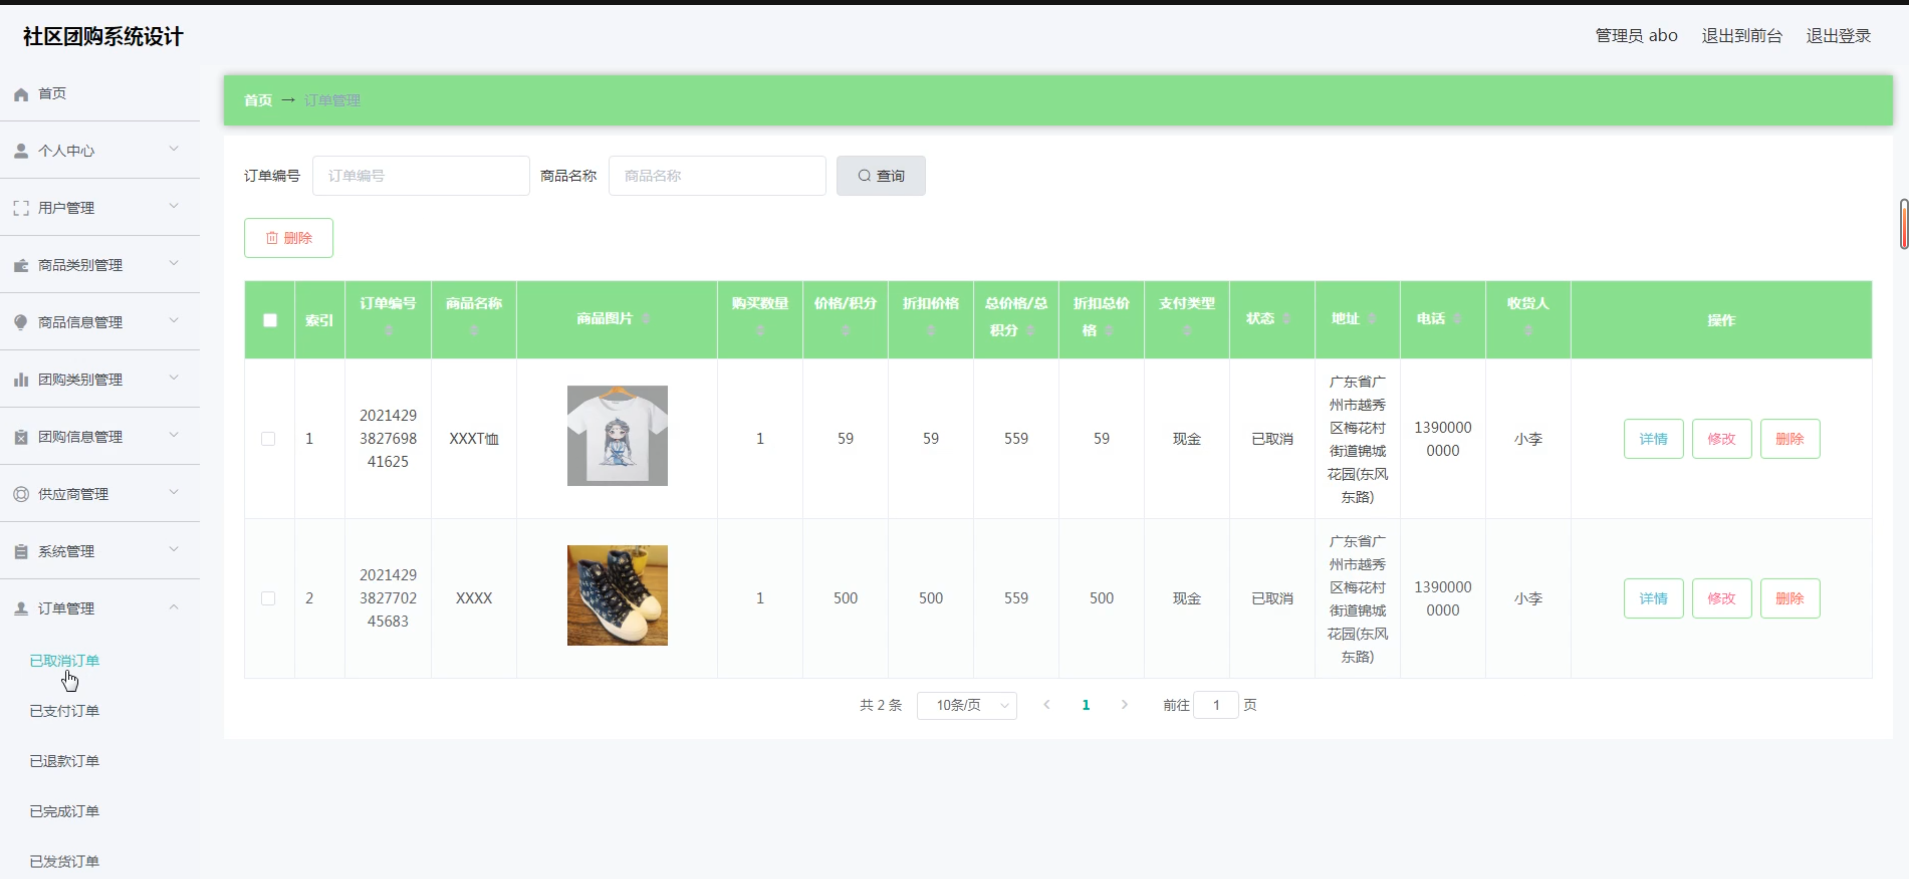 社区团购系统设计
管理员 abo 退出到前台 退出登录
首页
个人中心
用户管理
商品类别管理
商品信息管理
团购类别管理
团购信息管理
供应商管理
系统管理
订单管理
已取消订单
已支付订单
已退款订单
已完成订单
已发货订单
首页 → 订单管理
订单编号 订单编号 商品名称 商品名称 查询
删除
索引 订单编号 商品名称 商品图片 购买数量 价格/积分 折扣价格 总价格/总积分 折扣总价格 支付类型 状态 地址 电话 收货人 操作
1 2021429382769841625 XXXT恤 1 59 59 559 59 现金 已取消 广东省广州市越秀区梅花村街道锦城花园(东风东路) 13900000000 小李 详情 修改 删除
2 2021429382770245683 XXXX 1 500 500 559 500 现金 已取消 广东省广州市越秀区梅花村街道锦城花园(东风东路) 13900000000 小李 详情 修改 删除
共 2 条 10条/页 1 前往 1 页